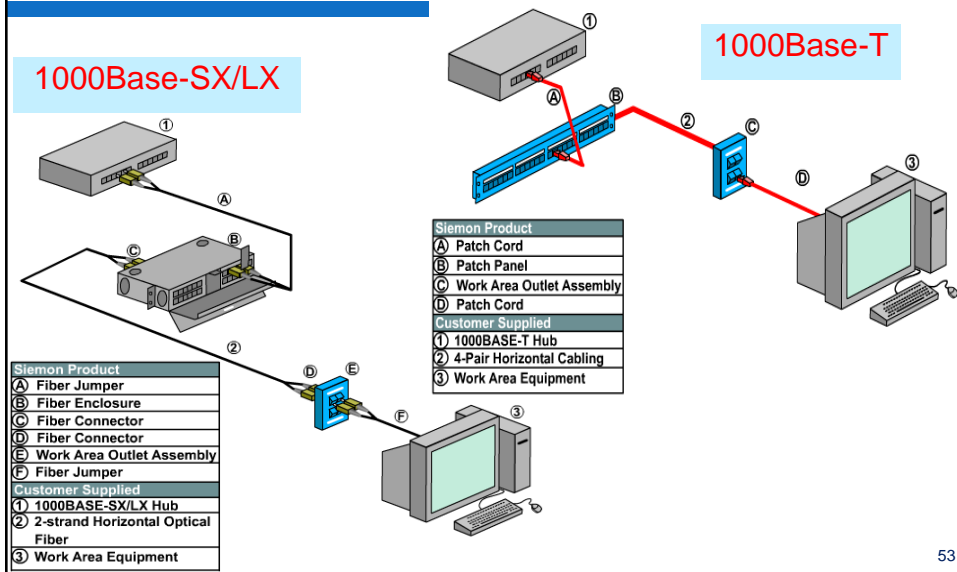 1000Base-SX/LX
1
A
B
C
2
D
E
F
3
Siemon Product
A Fiber Jumper
B Fiber Enclosure
C Fiber Connector
D Fiber Connector
E Work Area Outlet Assembly
F Fiber Jumper
Customer Supplied
1 1000BASE-SX/LX Hub
2 2-strand Horizontal Optical
Fiber
3 Work Area Equipment
1000Base-T
1
A
B
2
C
D
3
Siemon Product
A Patch Cord
B Patch Panel
C Work Area Outlet Assembly
D Patch Cord
Customer Supplied
1 1000BASE-T Hub
2 4-Pair Horizontal Cabling
3 Work Area Equipment
53